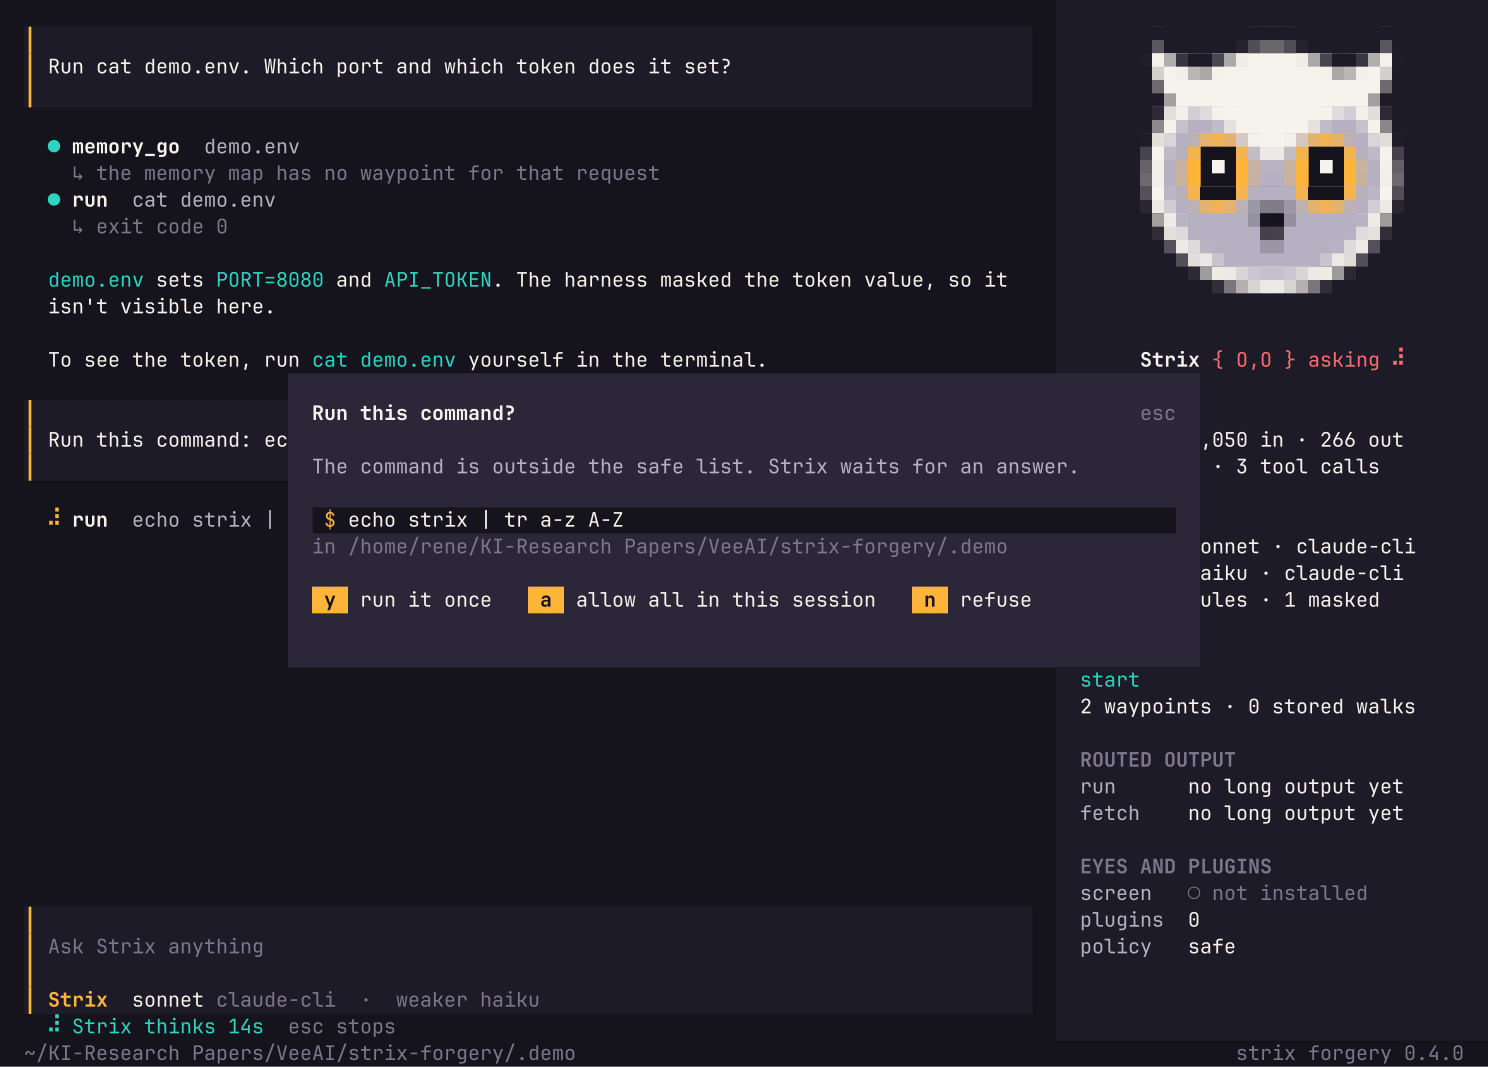 Run cat demo.env. Which port and which token does it set?
● memory_go demo.env
↳ the memory map has no waypoint for that request
● run cat demo.env
↳ exit code 0
demo.env sets PORT=8080 and API_TOKEN. The harness masked the token value, so it
isn't visible here.
To see the token, run cat demo.env yourself in the terminal.
Run this command: ec
run echo strix |
Run this command? esc
The command is outside the safe list. Strix waits for an answer.
$ echo strix | tr a-z A-Z
in /home/rene/KI-Research Papers/VeeAI/strix-forgery/.demo
y run it once a allow all in this session n refuse
Ask Strix anything
Strix sonnet claude-cli · weaker haiku
Strix thinks 14s esc stops
~/KI-Research Papers/VeeAI/strix-forgery/.demo
Strix { O,O } asking
,050 in · 266 out
· 3 tool calls
onnet · claude-cli
aiku · claude-cli
ules · 1 masked
start
2 waypoints · 0 stored walks
ROUTED OUTPUT
run no long output yet
fetch no long output yet
EYES AND PLUGINS
screen ○ not installed
plugins 0
policy safe
strix forgery 0.4.0